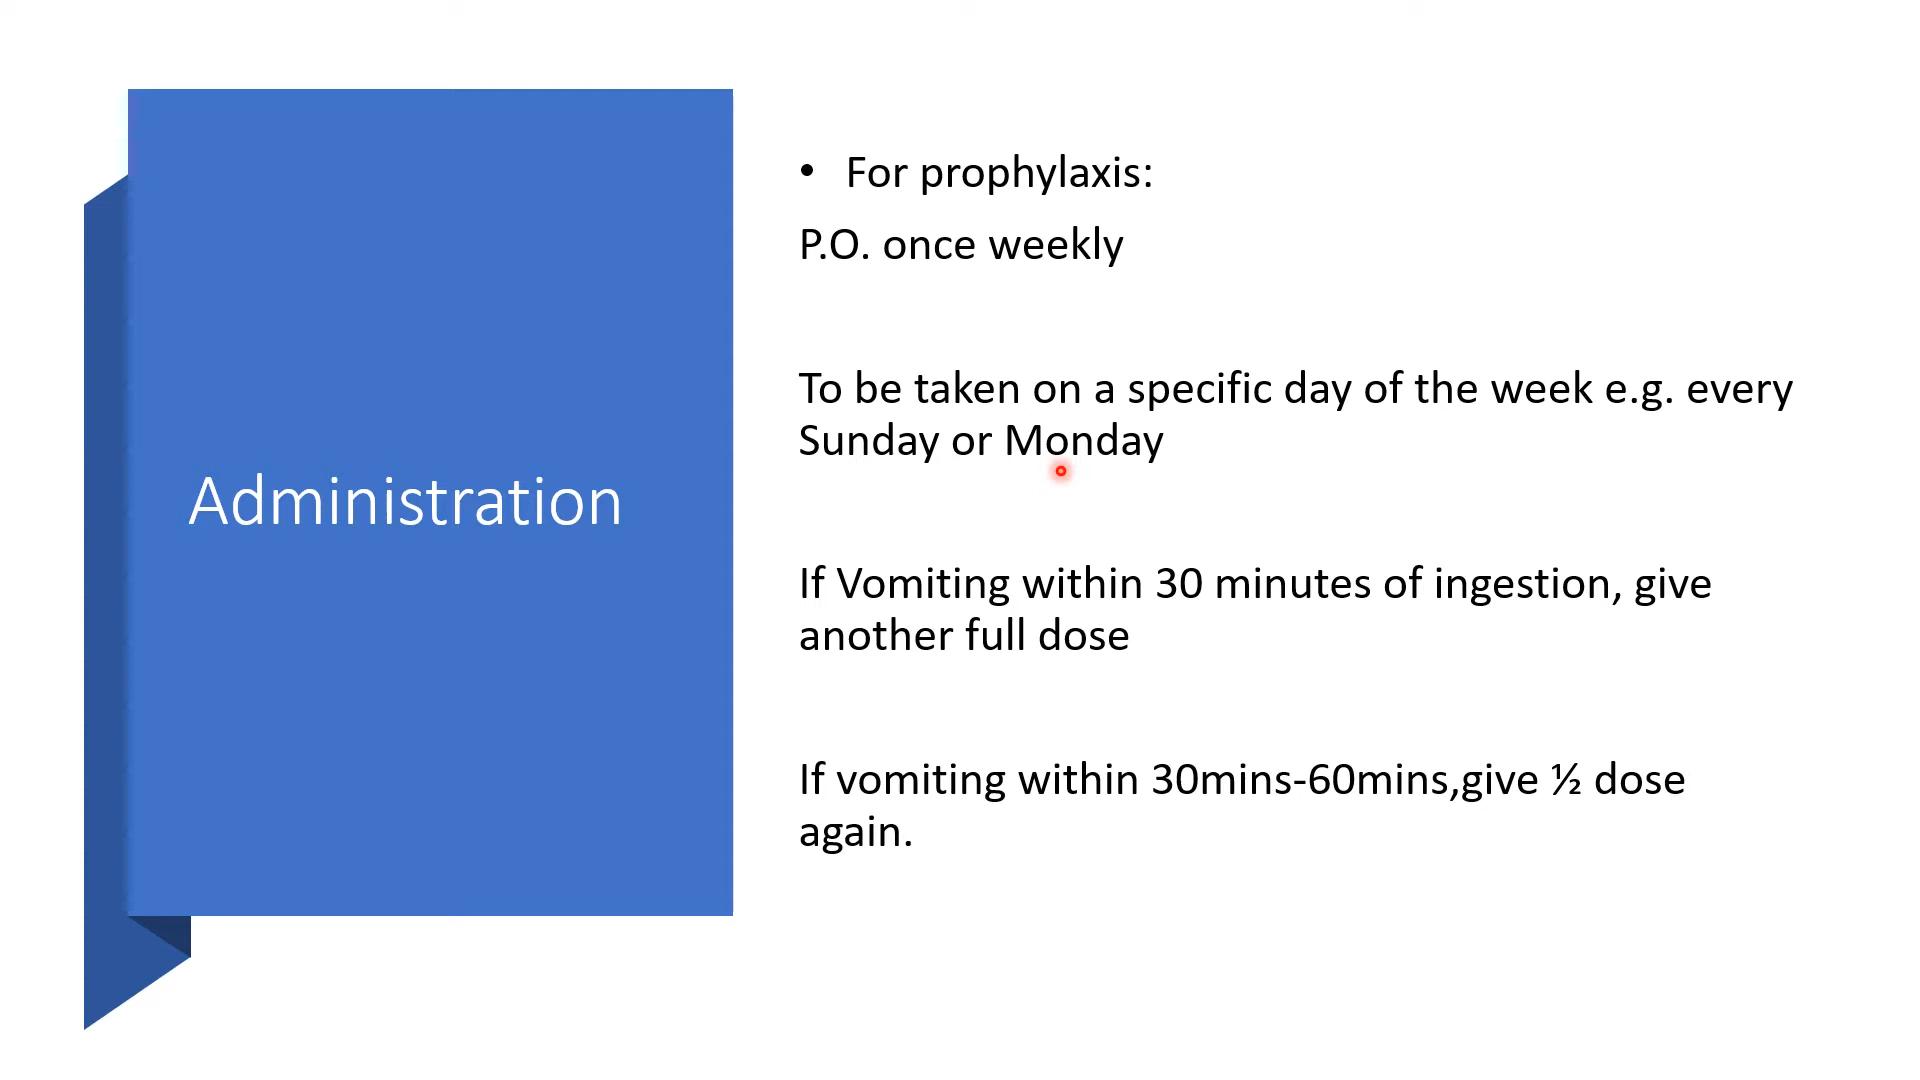 Administration
• For prophylaxis:
P.O. once weekly
To be taken on a specific day of the week e.g. every
Sunday or Monday
If Vomiting within 30 minutes of ingestion, give
another full dose
If vomiting within 30mins-60mins,give ½ dose
again.